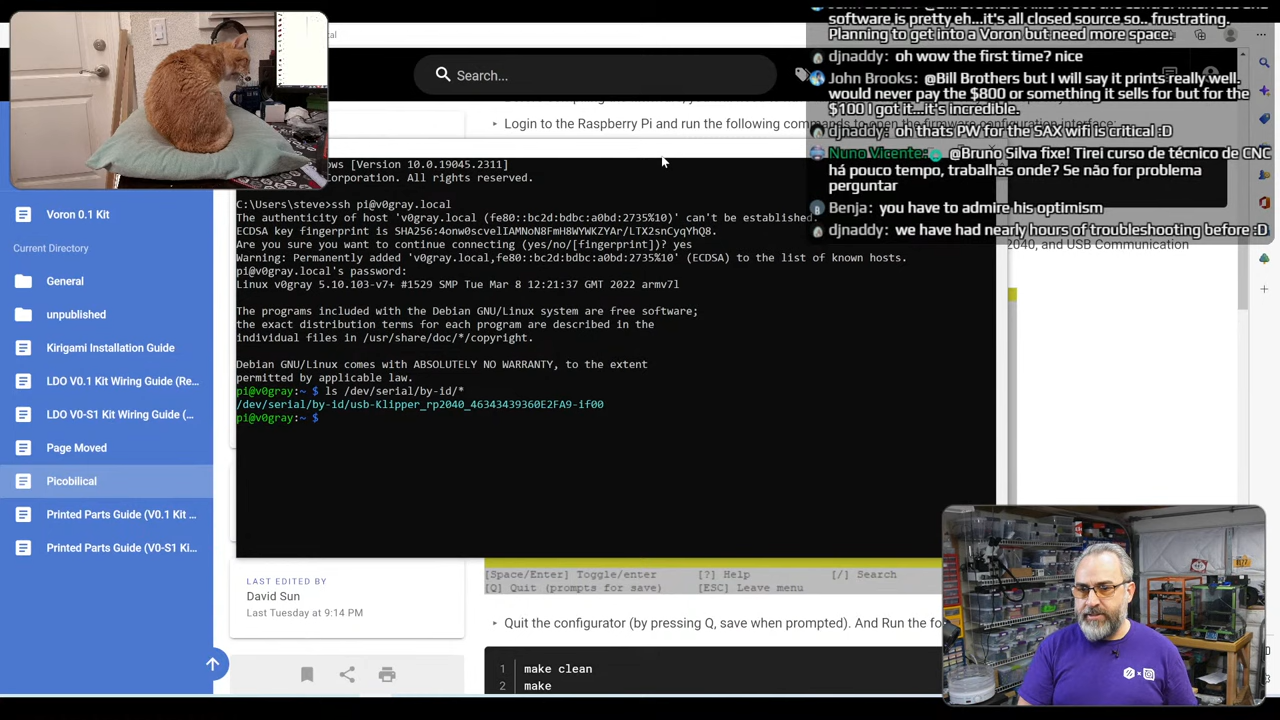 software is pretty eh...it's all closed source so.. frustrating.
Planning to get into a Voron but need more space.
djnaddy: oh wow the first time? nice
John Brooks: @Bill Brothers but I will say it prints really well.
would never pay the $800 or something it sells for but for the
$100 I got it...it's incredible.
djnaddy: oh thats PW for the SAX wifi is critical :D
Nuno Vicente: @Bruno Silva fixe! Tirei curso de técnico de CNC
há pouco tempo, trabalhas onde? Se não for problema
perguntar
Benja: you have to admire his optimism
djnaddy: we have had nearly hours of troubleshooting before :D
Search...
Login to the Raspberry Pi and run the following commands to open the firmware configuration interface:
2040, and USB Communication
Voron 0.1 Kit
Current Directory
General
unpublished
Kirigami Installation Guide
LDO V0.1 Kit Wiring Guide (Re...
LDO V0-S1 Kit Wiring Guide (...
Page Moved
Picobilical
Printed Parts Guide (V0.1 Kit ...
Printed Parts Guide (V0-S1 Ki...
ows [Version 10.0.19045.2311]
orporation. All rights reserved.
C:\Users\steve>ssh pi@v0gray.local
The authenticity of host 'v0gray.local (fe80::bc2d:bdbc:a0bd:2735%10)' can't be established.
ECDSA key fingerprint is SHA256:4onw0scvelIAMNoN8FmH8WYWKZYAr/LTX2snCyqYhQ8.
Are you sure you want to continue connecting (yes/no/[fingerprint])? yes
Warning: Permanently added 'v0gray.local,fe80::bc2d:bdbc:a0bd:2735%10' (ECDSA) to the list of known hosts.
pi@v0gray.local's password:
Linux v0gray 5.10.103-v7+ #1529 SMP Tue Mar 8 12:21:37 GMT 2022 armv7l
The programs included with the Debian GNU/Linux system are free software;
the exact distribution terms for each program are described in the
individual files in /usr/share/doc/*/copyright.
Debian GNU/Linux comes with ABSOLUTELY NO WARRANTY, to the extent
permitted by applicable law.
pi@v0gray:~ $ ls /dev/serial/by-id/*
/dev/serial/by-id/usb-Klipper_rp2040_46343439360E2FA9-if00
pi@v0gray:~ $
LAST EDITED BY
David Sun
Last Tuesday at 9:14 PM
[Space/Enter] Toggle/enter [?] Help [/] Search
[Q] Quit (prompts for save) [ESC] Leave menu
Quit the configurator (by pressing Q, save when prompted). And Run the fo
1 make clean
2 make